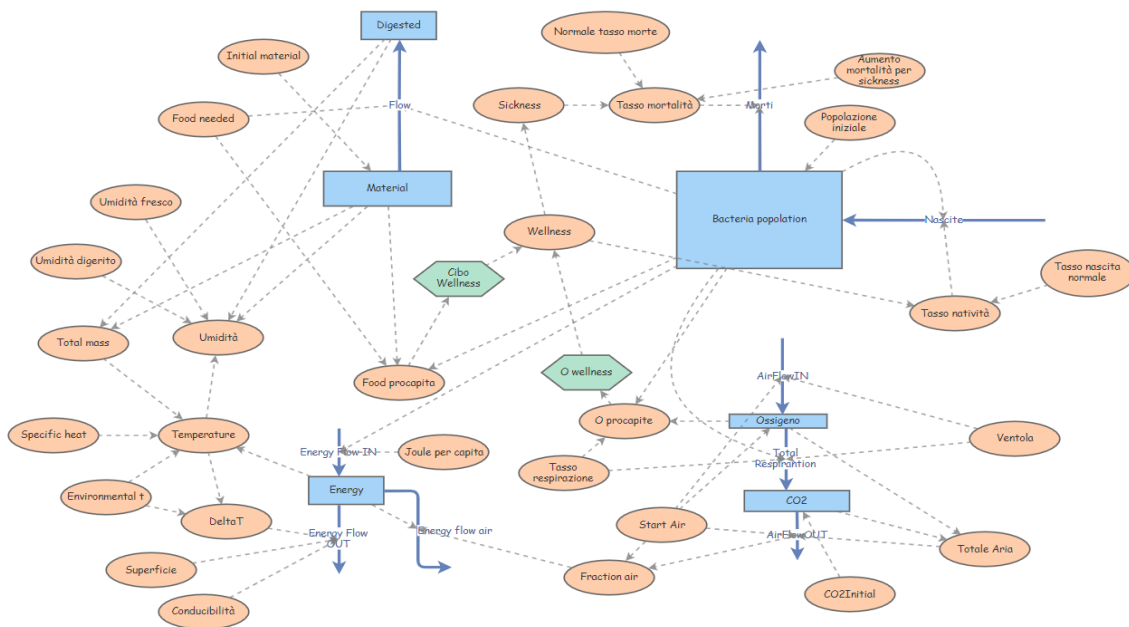 Digested
Normale tasso morte
Initial material
Aumento
mortalità per
sickness
Sickness
Tasso mortalità
Flow
Morti
Food needed
Popolazione
iniziale
Material
Umidità fresco
Bacteria popolation
Nascite
Wellness
Umidità digerito
Cibo
Wellness
Tasso nascita
normale
Tasso natività
Total mass
Umidità
O wellness
AirFlowIN
Food procapita
O procapite
Ossigeno
Specific heat
Temperature
Energy Flow IN
Joule per capita
Total
Respirantion
Ventola
Tasso
respirazione
Energy
Environmental t
CO2
DeltaT
Energy Flow
OUT
Energy flow air
Start Air
AirFlowOUT
Totale Aria
Superficie
Fraction air
CO2Initial
Conducibilità